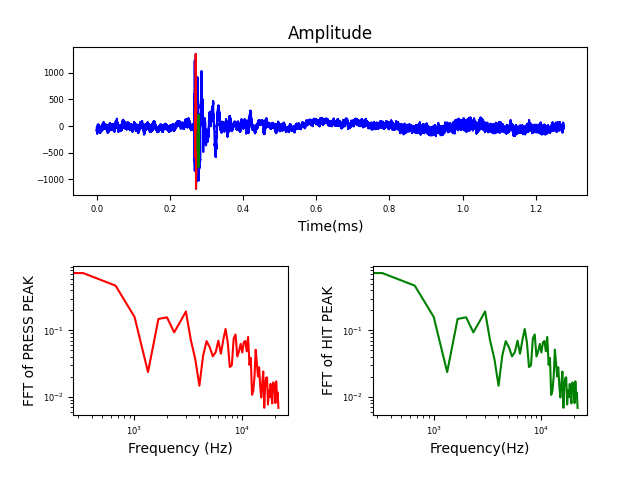 Amplitude
1000
500
0
−500
−1000
0.0 0.2 0.4 0.6 0.8 1.0 1.2
Time(ms)
FFT of PRESS PEAK
10⁻¹
10⁻²
10³ 10⁴
Frequency (Hz)
FFT of HIT PEAK
10⁻¹
10⁻²
10³ 10⁴
Frequency(Hz)